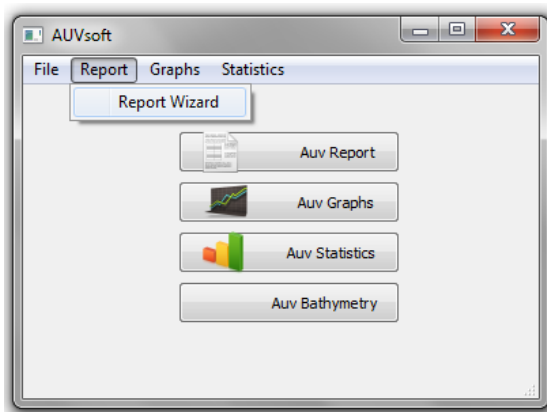 AUVsoft
File Report Graphs Statistics
Report Wizard
Auv Report
Auv Graphs
Auv Statistics
Auv Bathymetry